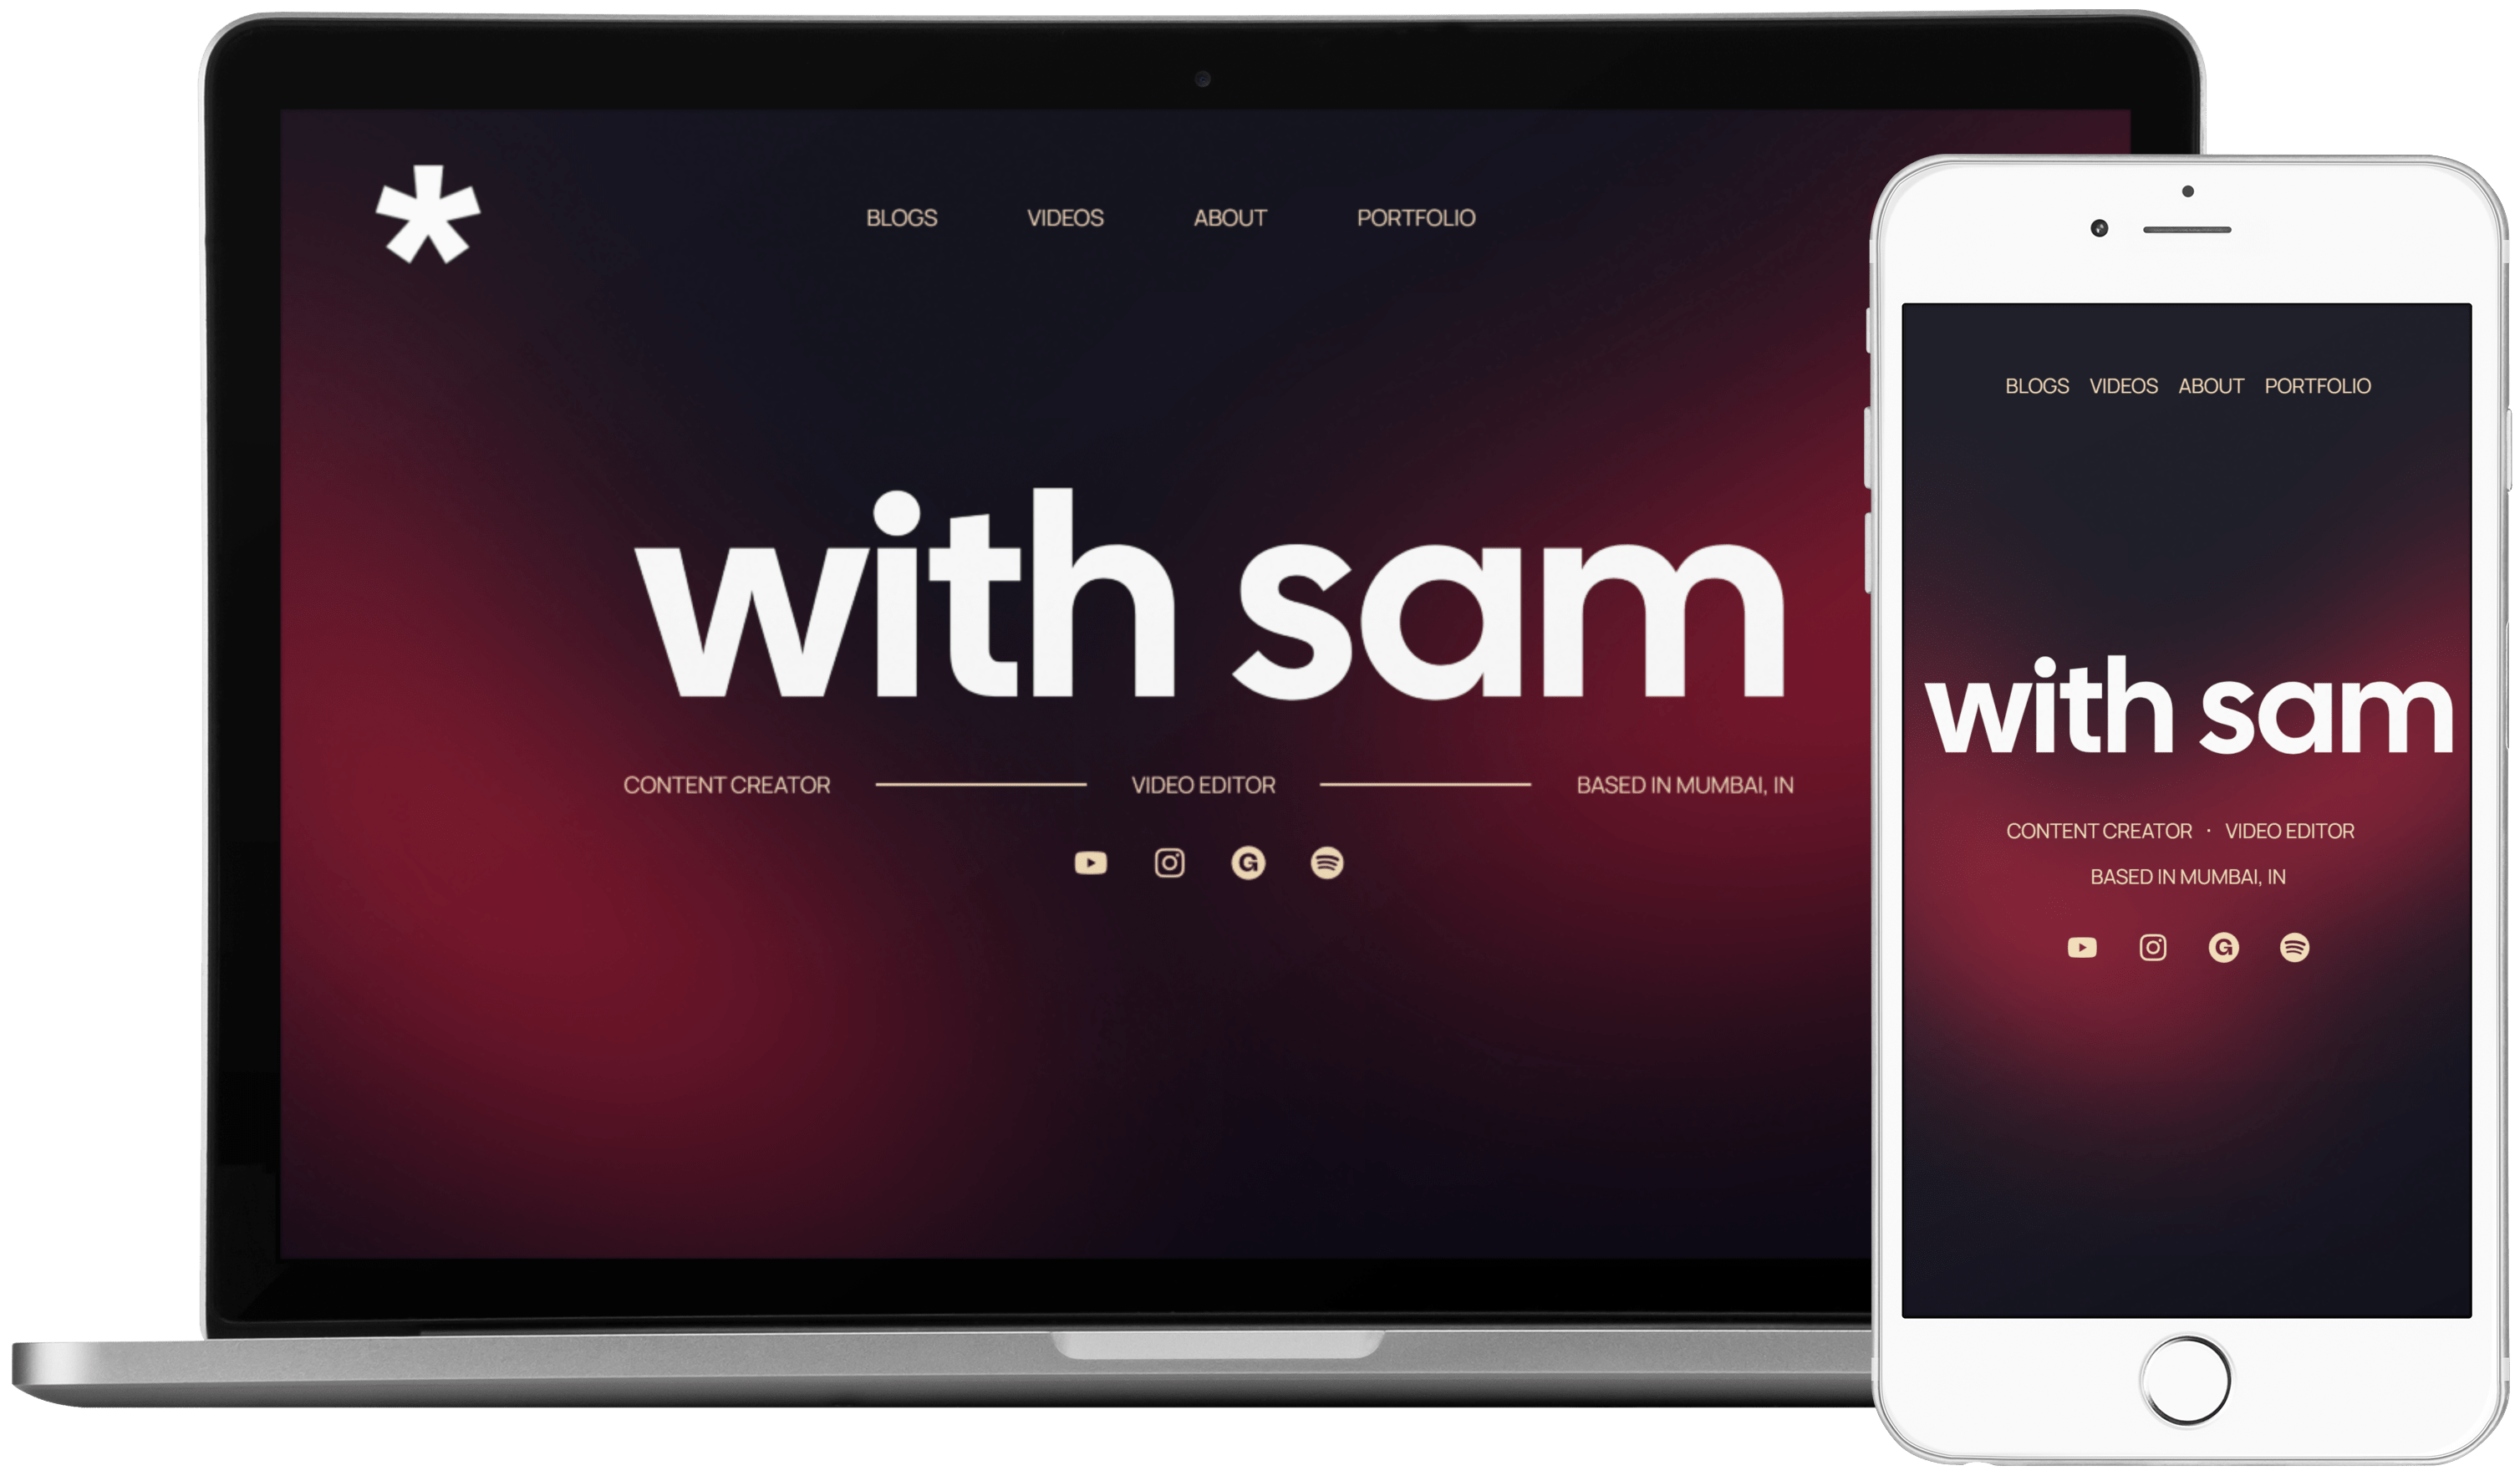 BLOGS VIDEOS ABOUT PORTFOLIO
with sam
CONTENT CREATOR VIDEO EDITOR BASED IN MUMBAI, IN
BLOGS VIDEOS ABOUT PORTFOLIO
with sam
CONTENT CREATOR · VIDEO EDITOR
BASED IN MUMBAI, IN